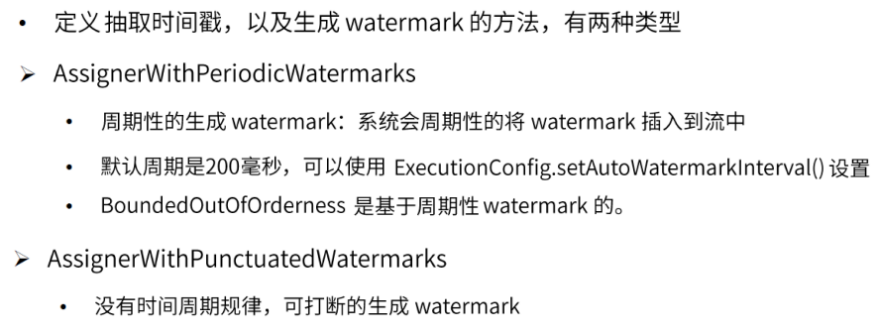 • 定义抽取时间戳，以及生成 watermark 的方法，有两种类型
➢ AssignerWithPeriodicWatermarks
• 周期性的生成 watermark：系统会周期性的将 watermark 插入到流中
• 默认周期是200毫秒，可以使用 ExecutionConfig.setAutoWatermarkInterval() 设置
• BoundedOutOfOrderness 是基于周期性 watermark 的。
➢ AssignerWithPunctuatedWatermarks
• 没有时间周期规律，可打断的生成 watermark